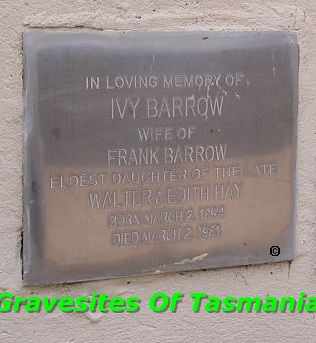 IN LOVING MEMORY OF
IVY BARROW
WIFE OF
FRANK BARROW
ELDEST DAUGHTER OF THE LATE
WALTER & EDITH HAY
BORN MARCH 2. 1894
DIED MARCH 2. 1921
©
Gravesites Of Tasmania